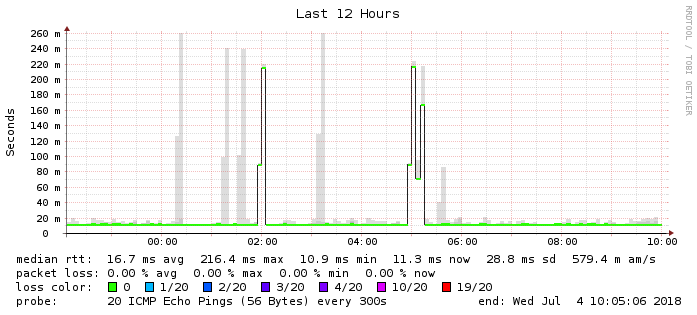 Last 12 Hours
RRDTOOL / TOBI OETIKER
Seconds
260 m
240 m
220 m
200 m
180 m
160 m
140 m
120 m
100 m
80 m
60 m
40 m
20 m
0
00:00 02:00 04:00 06:00 08:00 10:00
median rtt: 16.7 ms avg 216.4 ms max 10.9 ms min 11.3 ms now 28.8 ms sd 579.4 m am/s
packet loss: 0.00 % avg 0.00 % max 0.00 % min 0.00 % now
loss color: 0 1/20 2/20 3/20 4/20 10/20 19/20
probe: 20 ICMP Echo Pings (56 Bytes) every 300s end: Wed Jul 4 10:05:06 2018